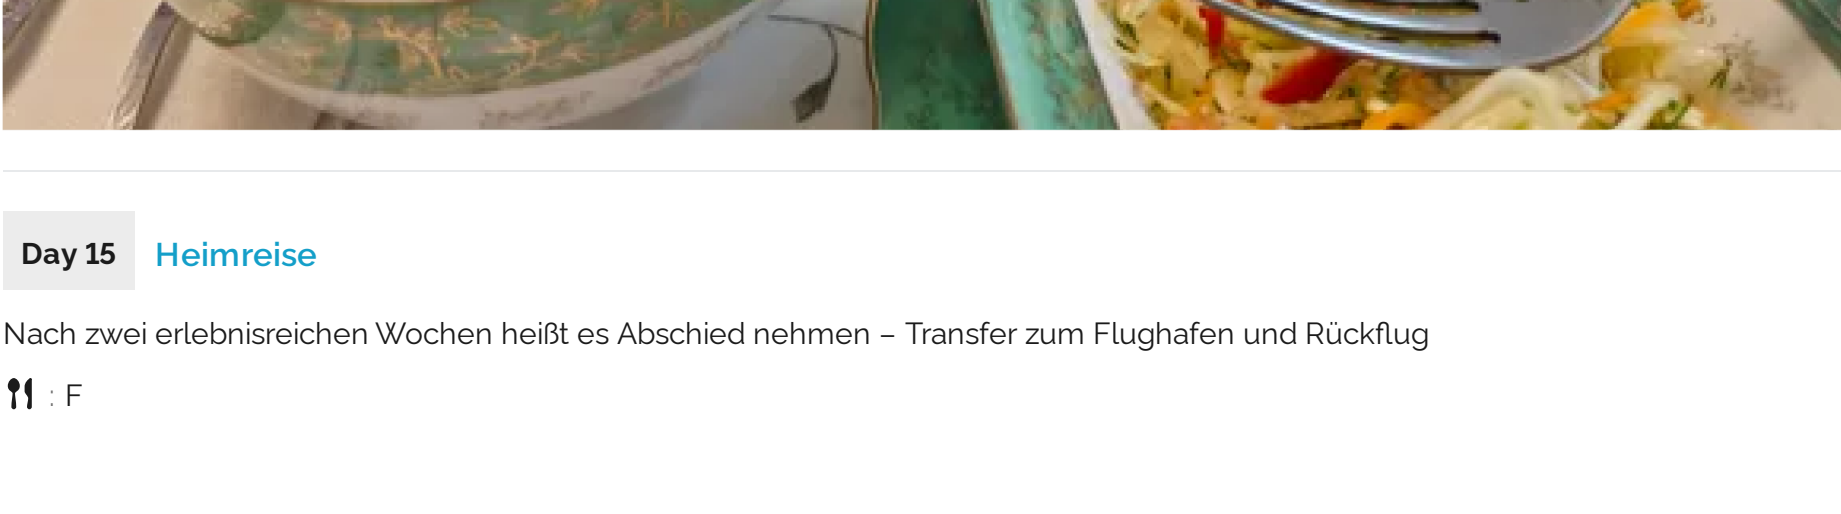 Day 15 Heimreise
Nach zwei erlebnisreichen Wochen heißt es Abschied nehmen – Transfer zum Flughafen und Rückflug
: F